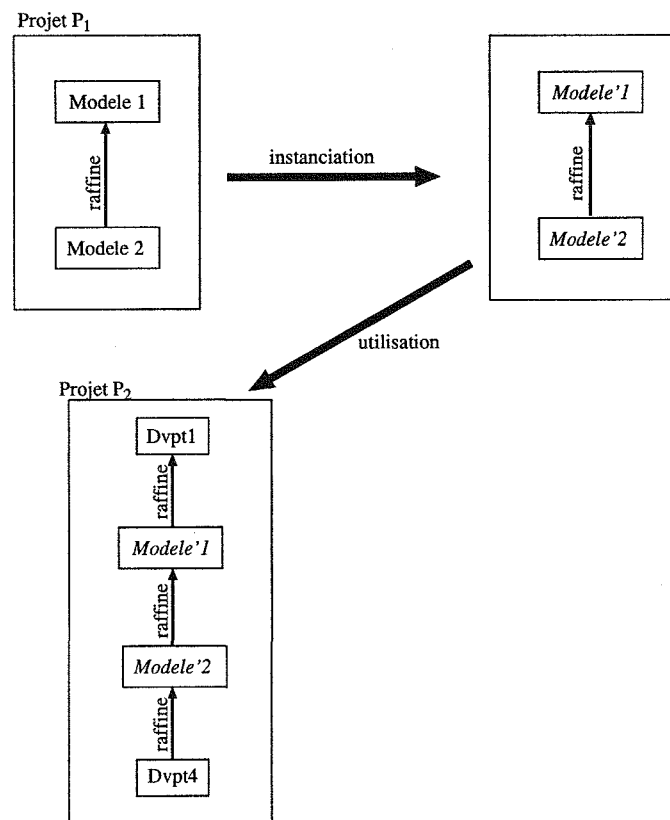 Projet P₁
Modele 1
raffine
Modele 2
instanciation
Modele'1
raffine
Modele'2
utilisation
Projet P₂
Dvpt1
raffine
Modele'1
raffine
Modele'2
raffine
Dvpt4